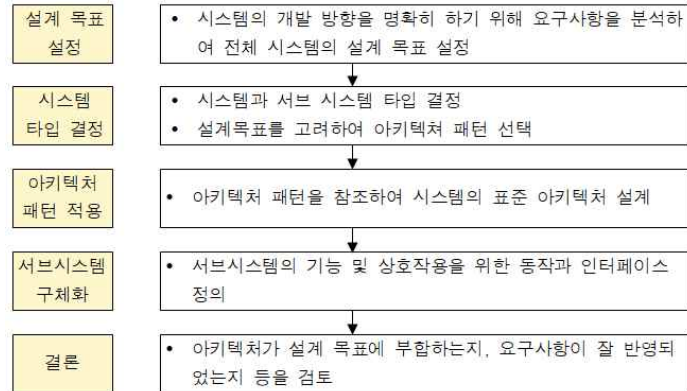 설계 목표
설정
• 시스템의 개발 방향을 명확히 하기 위해 요구사항을 분석하
여 전체 시스템의 설계 목표 설정
시스템
타입 결정
• 시스템과 서브 시스템 타입 결정
• 설계목표를 고려하여 아키텍쳐 패턴 선택
아키텍처
패턴 적용
• 아키텍처 패턴을 참조하여 시스템의 표준 아키텍처 설계
서브시스템
구체화
• 서브시스템의 기능 및 상호작용을 위한 동작과 인터페이스
정의
결론
• 아키텍처가 설계 목표에 부합하는지, 요구사항이 잘 반영되
었는지 등을 검토